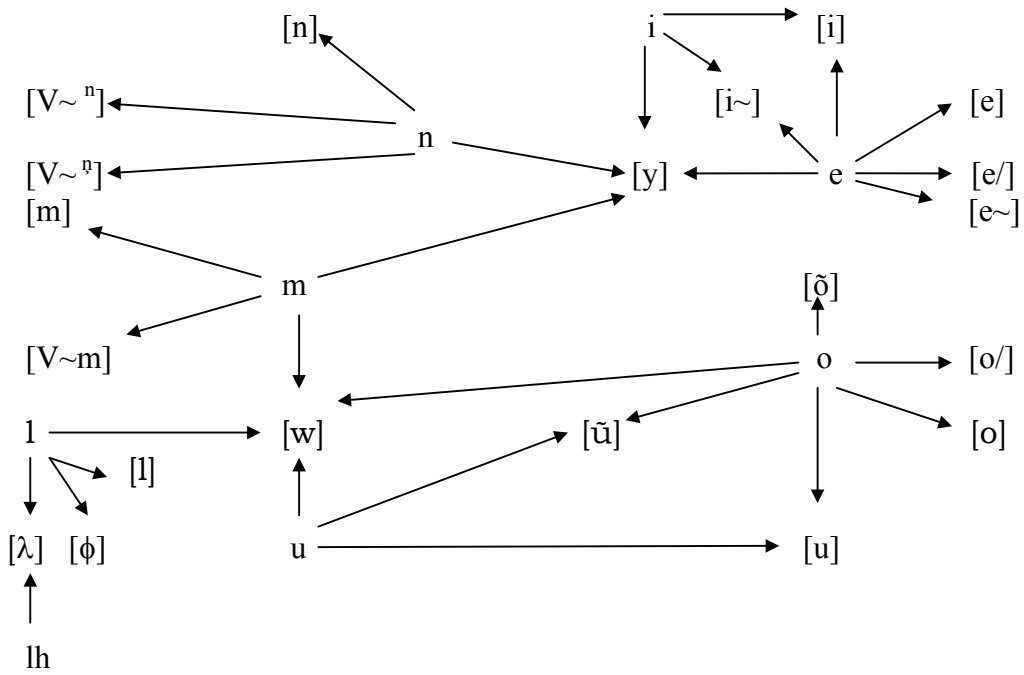 [n] i [i]
[V~ ⁿ] [i~] [e]
n
[V~ ⁿ̦] [y] e [e/]
[m] [e~]
m [õ]
[V~m] o [o/]
l [w] [ũ] [o]
[l]
[λ] [ϕ] u [u]
lh